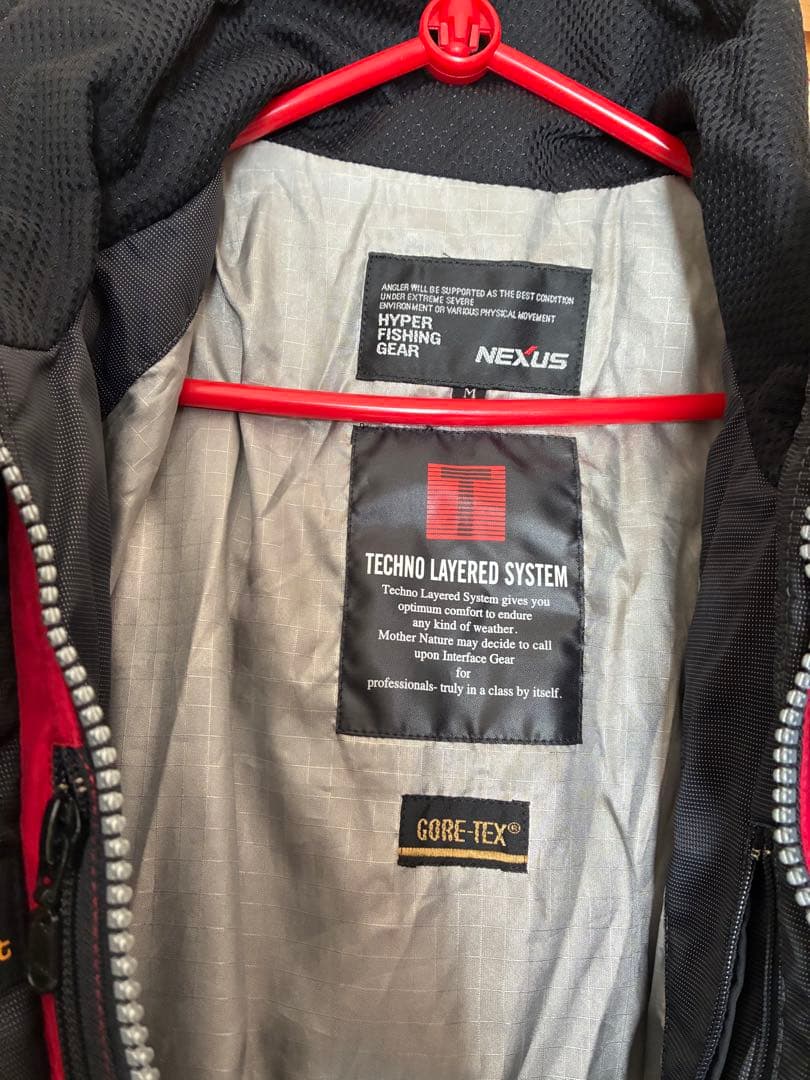 ANGLER WILL BE SUPPORTED AS THE BEST CONDITION
UNDER EXTREME SEVERE
ENVIRONMENT OR VARIOUS PHYSICAL MOVEMENT
HYPER
FISHING
GEAR
NEXUS
M
T
TECHNO LAYERED SYSTEM
Techno Layered System gives you
optimum comfort to endure
any kind of weather.
Mother Nature may decide to call
upon Interface Gear
for
professionals- truly in a class by itself.
GORE-TEX®